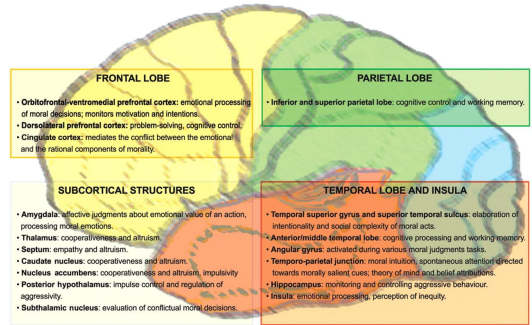 FRONTAL LOBE
• Orbitofrontal-ventromedial prefrontal cortex: emotional processing
of moral decisions; monitors motivation and intentions.
• Dorsolateral prefrontal cortex: problem-solving, cognitive control.
• Cingulate cortex: mediates the conflict between the emotional
and the rational components of morality.
PARIETAL LOBE
• Inferior and superior parietal lobe: cognitive control and working memory.
SUBCORTICAL STRUCTURES
• Amygdala: affective judgments about emotional value of an action,
processing moral emotions.
• Thalamus: cooperativeness and altruism.
• Septum: empathy and altruism.
• Caudate nucleus: cooperativeness and altruism.
• Nucleus accumbens: cooperativeness and altruism, impulsivity
• Posterior hypothalamus: impulse control and regulation of
aggressivity.
• Subthalamic nucleus: evaluation of conflictual moral decisions.
TEMPORAL LOBE AND INSULA
• Temporal superior gyrus and superior temporal sulcus: elaboration of
intentionality and social complexity of moral acts.
• Anterior/middle temporal lobe: cognitive processing and working memory.
• Angular gyrus: activated during various moral judgments tasks.
• Temporo-parietal junction: moral intuition, spontaneous attention directed
towards morally salient cues; theory of mind and belief attributions.
• Hippocampus: monitoring and controlling aggressive behaviour.
• Insula: emotional processing, perception of inequity.